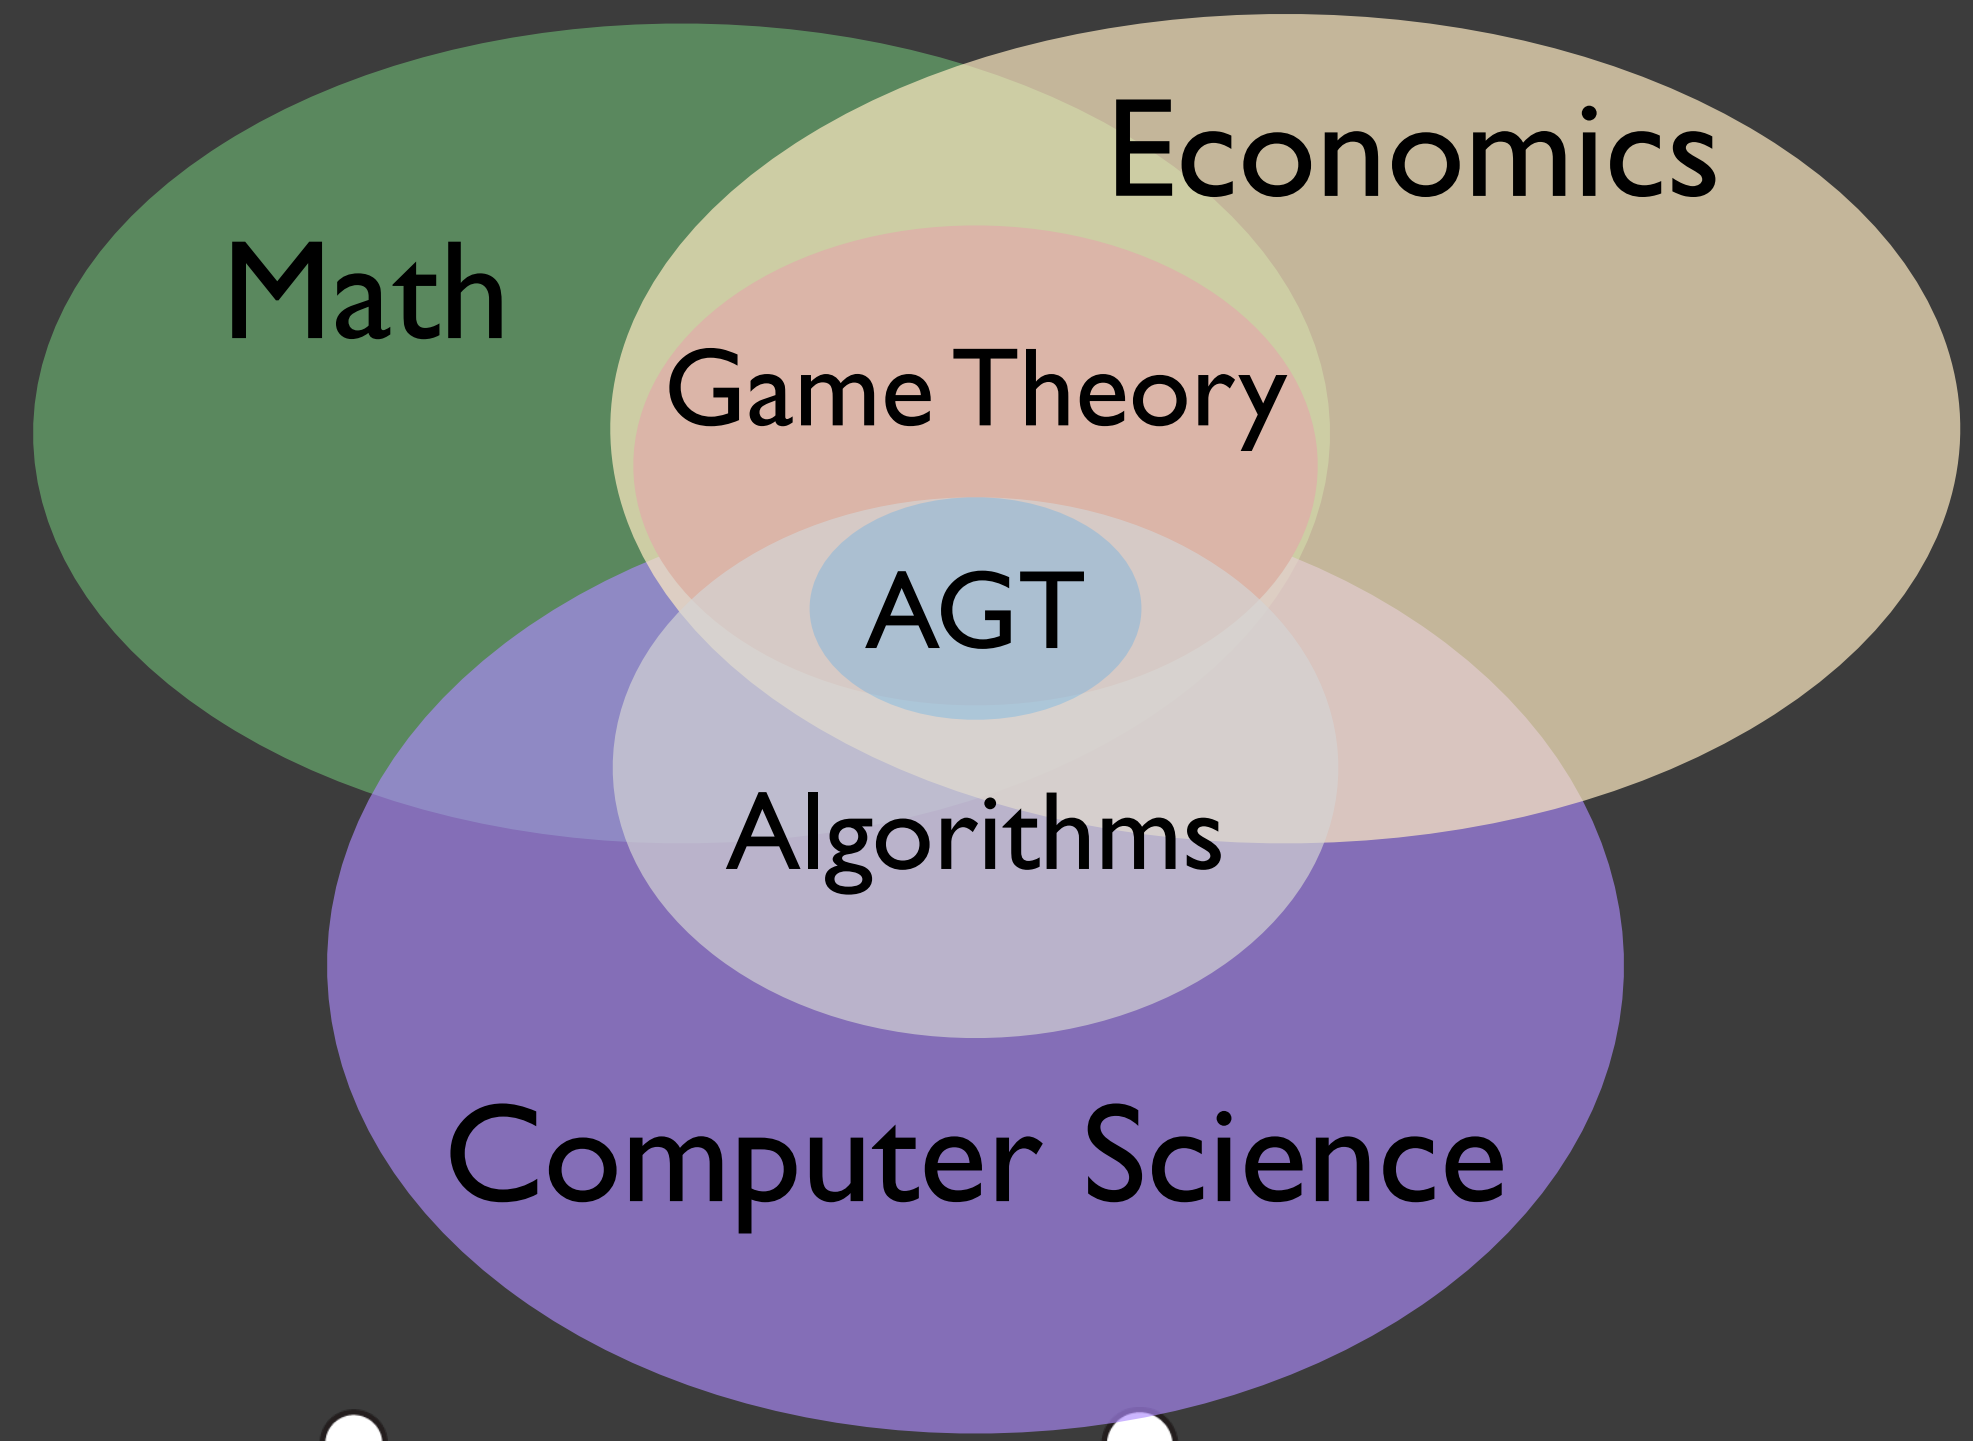 Economics
Math
Game Theory
AGT
Algorithms
Computer Science